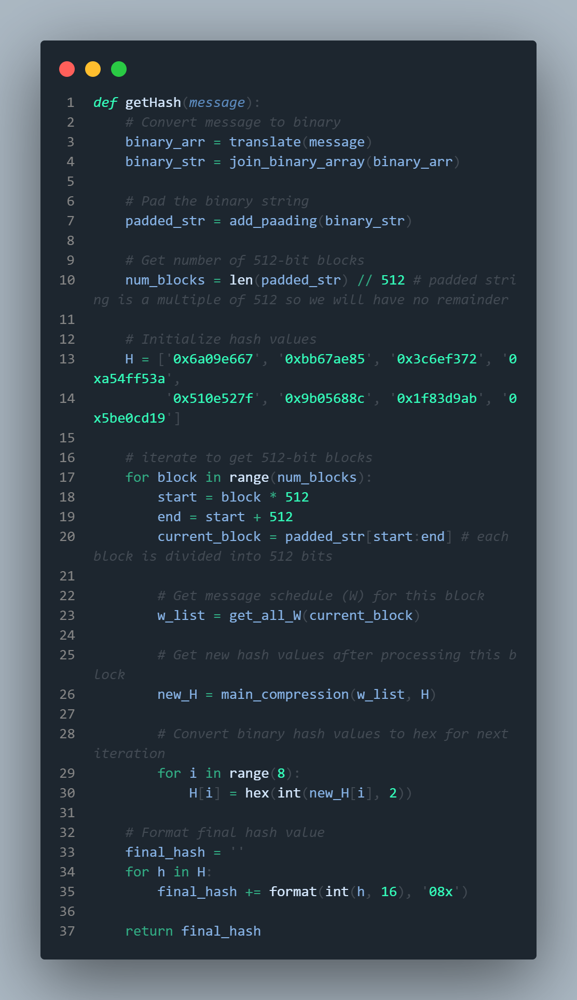 1 def getHash(message):
2     # Convert message to binary
3     binary_arr = translate(message)
4     binary_str = join_binary_array(binary_arr)
5
6     # Pad the binary string
7     padded_str = add_paading(binary_str)
8
9     # Get number of 512-bit blocks
10     num_blocks = len(padded_str) // 512 # padded stri
ng is a multiple of 512 so we will have no remainder
11
12     # Initialize hash values
13     H = ['0x6a09e667', '0xbb67ae85', '0x3c6ef372', '0
xa54ff53a',
14          '0x510e527f', '0x9b05688c', '0x1f83d9ab', '0
x5be0cd19']
15
16     # iterate to get 512-bit blocks
17     for block in range(num_blocks):
18         start = block * 512
19         end = start + 512
20         current_block = padded_str[start:end] # each
block is divided into 512 bits
21
22         # Get message schedule (W) for this block
23         w_list = get_all_W(current_block)
24
25         # Get new hash values after processing this b
lock
26         new_H = main_compression(w_list, H)
27
28         # Convert binary hash values to hex for next
iteration
29         for i in range(8):
30             H[i] = hex(int(new_H[i], 2))
31
32     # Format final hash value
33     final_hash = ''
34     for h in H:
35         final_hash += format(int(h, 16), '08x')
36
37     return final_hash